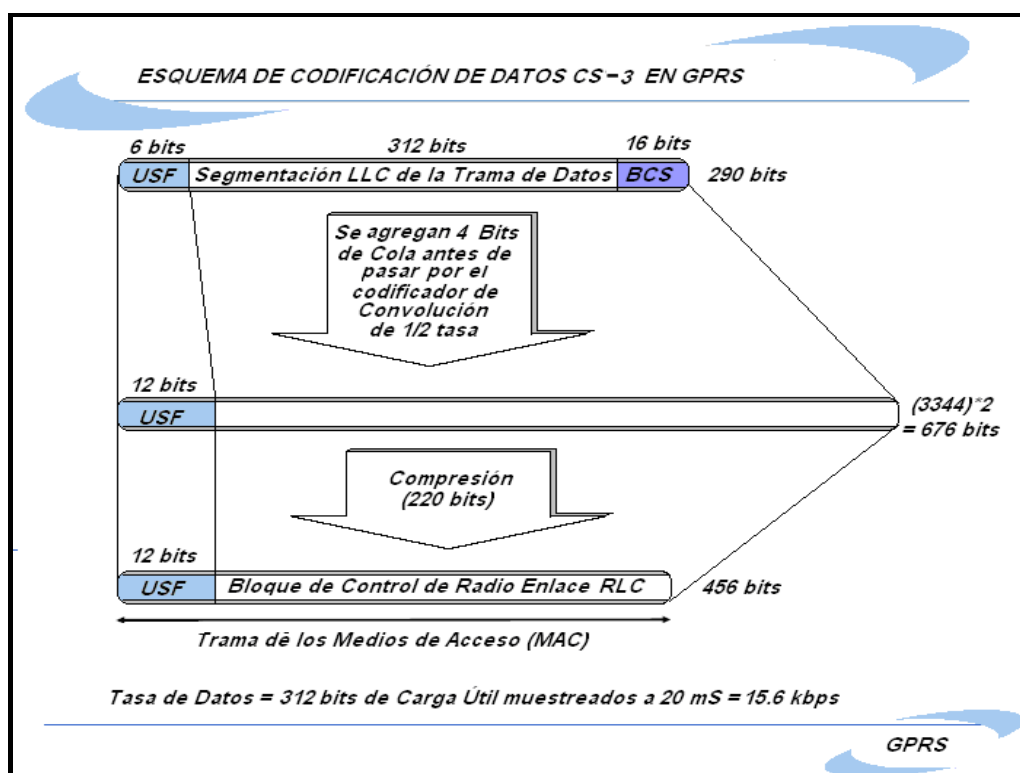 ESQUEMA DE CODIFICACIÓN DE DATOS CS-3 EN GPRS
6 bits 312 bits 16 bits
USF Segmentación LLC de la Trama de Datos BCS 290 bits
Se agregan 4 Bits
de Cola antes de
pasar por el
codificador de
Convolución
de 1/2 tasa
12 bits
USF
(3344)*2
= 676 bits
Compresión
(220 bits)
12 bits
USF Bloque de Control de Radio Enlace RLC 456 bits
Trama de los Medios de Acceso (MAC)
Tasa de Datos = 312 bits de Carga Útil muestreados a 20 mS = 15.6 kbps
GPRS